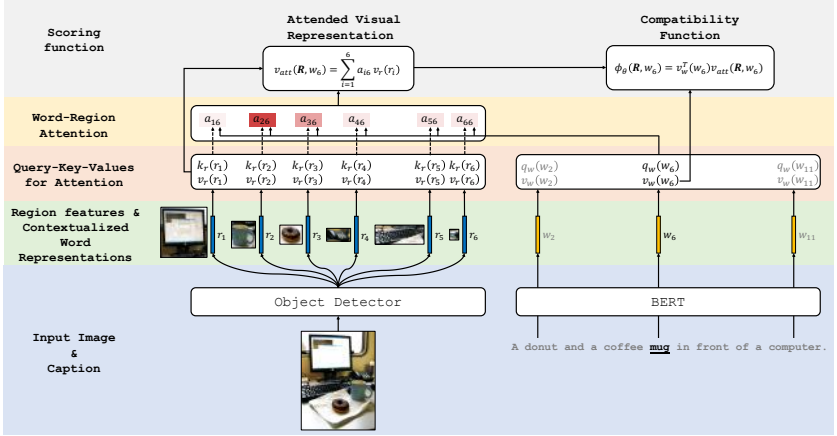 Scoring
function
Attended Visual
Representation
Compatibility
Function
v_att(R, w_6) = \sum_{i=1}^{6} a_{i6} v_r(r_i)
ϕ_θ(R, w_6) = v_w^T(w_6)v_att(R, w_6)
Word-Region
Attention
a_16 a_26 a_36 a_46 a_56 a_66
Query-Key-Values
for Attention
k_r(r_1) k_r(r_2) k_r(r_3) k_r(r_4) k_r(r_5) k_r(r_6)
v_r(r_1) v_r(r_2) v_r(r_3) v_r(r_4) v_r(r_5) v_r(r_6)
q_w(w_2) q_w(w_6) q_w(w_11)
v_w(w_2) v_w(w_6) v_w(w_11)
Region features &
Contextualized
Word
Representations
r_1 r_2 r_3 r_4 r_5 r_6
w_2 w_6 w_11
Object Detector
BERT
Input Image
&
Caption
A donut and a coffee mug in front of a computer.